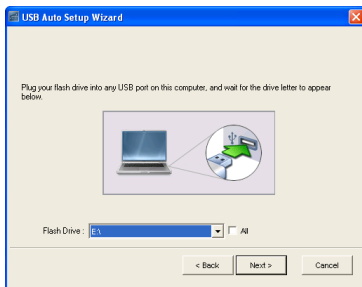 USB Auto Setup Wizard
Plug your flash drive into any USB port on this computer, and wait for the drive letter to appear
below.
Flash Drive : E:\ All
< Back Next > Cancel